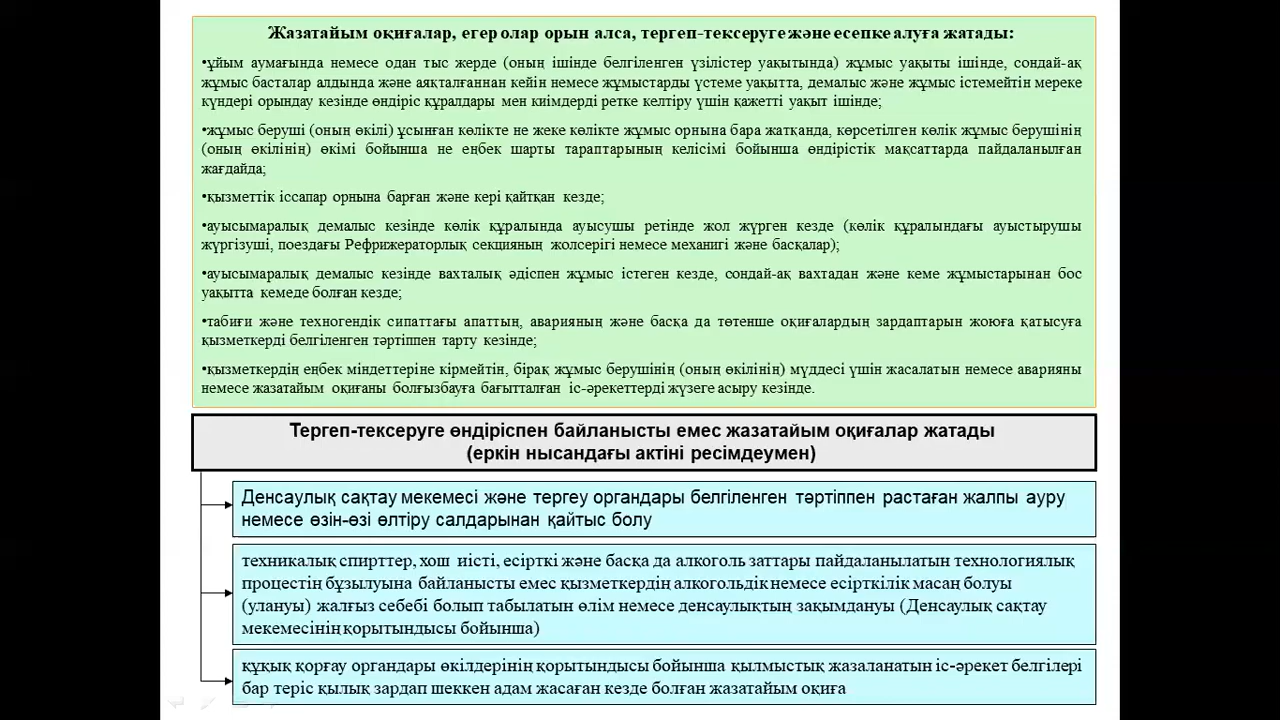 Жазатайым оқиғалар, егер олар орын алса, тергеп-тексеруге және есепке алуға жатады:
•ұйым аумағында немесе одан тыс жерде (оның ішінде белгіленген үзілістер уақытында) жұмыс уақыты ішінде, сондай-ақ
жұмыс басталар алдында және аяқталғаннан кейін немесе жұмыстарды үстеме уақытта, демалыс және жұмыс істемейтін мереке
күндері орындау кезінде өндіріс құралдары мен киімдерді ретке келтіру үшін қажетті уақыт ішінде;
•жұмыс беруші (оның өкілі) ұсынған көлікте не жеке көлікте жұмыс орнына бара жатқанда, көрсетілген көлік жұмыс берушінің
(оның өкілінің) өкімі бойынша не еңбек шарты тараптарының келісімі бойынша өндірістік мақсаттарда пайдаланылған
жағдайда;
•қызметтік іссапар орнына барған және кері қайтқан кезде;
•ауысымаралық демалыс кезінде көлік құралында ауысушы ретінде жол жүрген кезде (көлік құралындағы ауыстырушы
жүргізуші, поездағы Рефрижераторлық секцияның жолсерігі немесе механигі және басқалар);
•ауысымаралық демалыс кезінде вахталық әдіспен жұмыс істеген кезде, сондай-ақ вахтадан және кеме жұмыстарынан бос
уақытта кемеде болған кезде;
•табиғи және техногендік сипаттағы апаттың, аварияның және басқа да төтенше оқиғалардың зардаптарын жоюға қатысуға
қызметкерді белгіленген тәртіппен тарту кезінде;
•қызметкердің еңбек міндеттеріне кірмейтін, бірақ жұмыс берушінің (оның өкілінің) мүддесі үшін жасалатын немесе аварияны
немесе жазатайым оқиғаны болғызбауға бағытталған іс-әрекеттерді жүзеге асыру кезінде.
Тергеп-тексеруге өндіріспен байланысты емес жазатайым оқиғалар жатады
(еркін нысандағы актіні ресімдеумен)
Денсаулық сақтау мекемесі және тергеу органдары белгіленген тәртіппен растаған жалпы ауру
немесе өзін-өзі өлтіру салдарынан қайтыс болу
техникалық спирттер, хош иісті, есірткі және басқа да алкоголь заттары пайдаланылатын технологиялық
процестің бұзылуына байланысты емес қызметкердің алкогольдік немесе есірткілік масаң болуы
(улануы) жалғыз себебі болып табылатын өлім немесе денсаулықтың зақымдануы (Денсаулық сақтау
мекемесінің қорытындысы бойынша)
құқық қорғау органдары өкілдерінің қорытындысы бойынша қылмыстық жазаланатын іс-әрекет белгілері
бар теріс қылық зардап шеккен адам жасаған кезде болған жазатайым оқиға